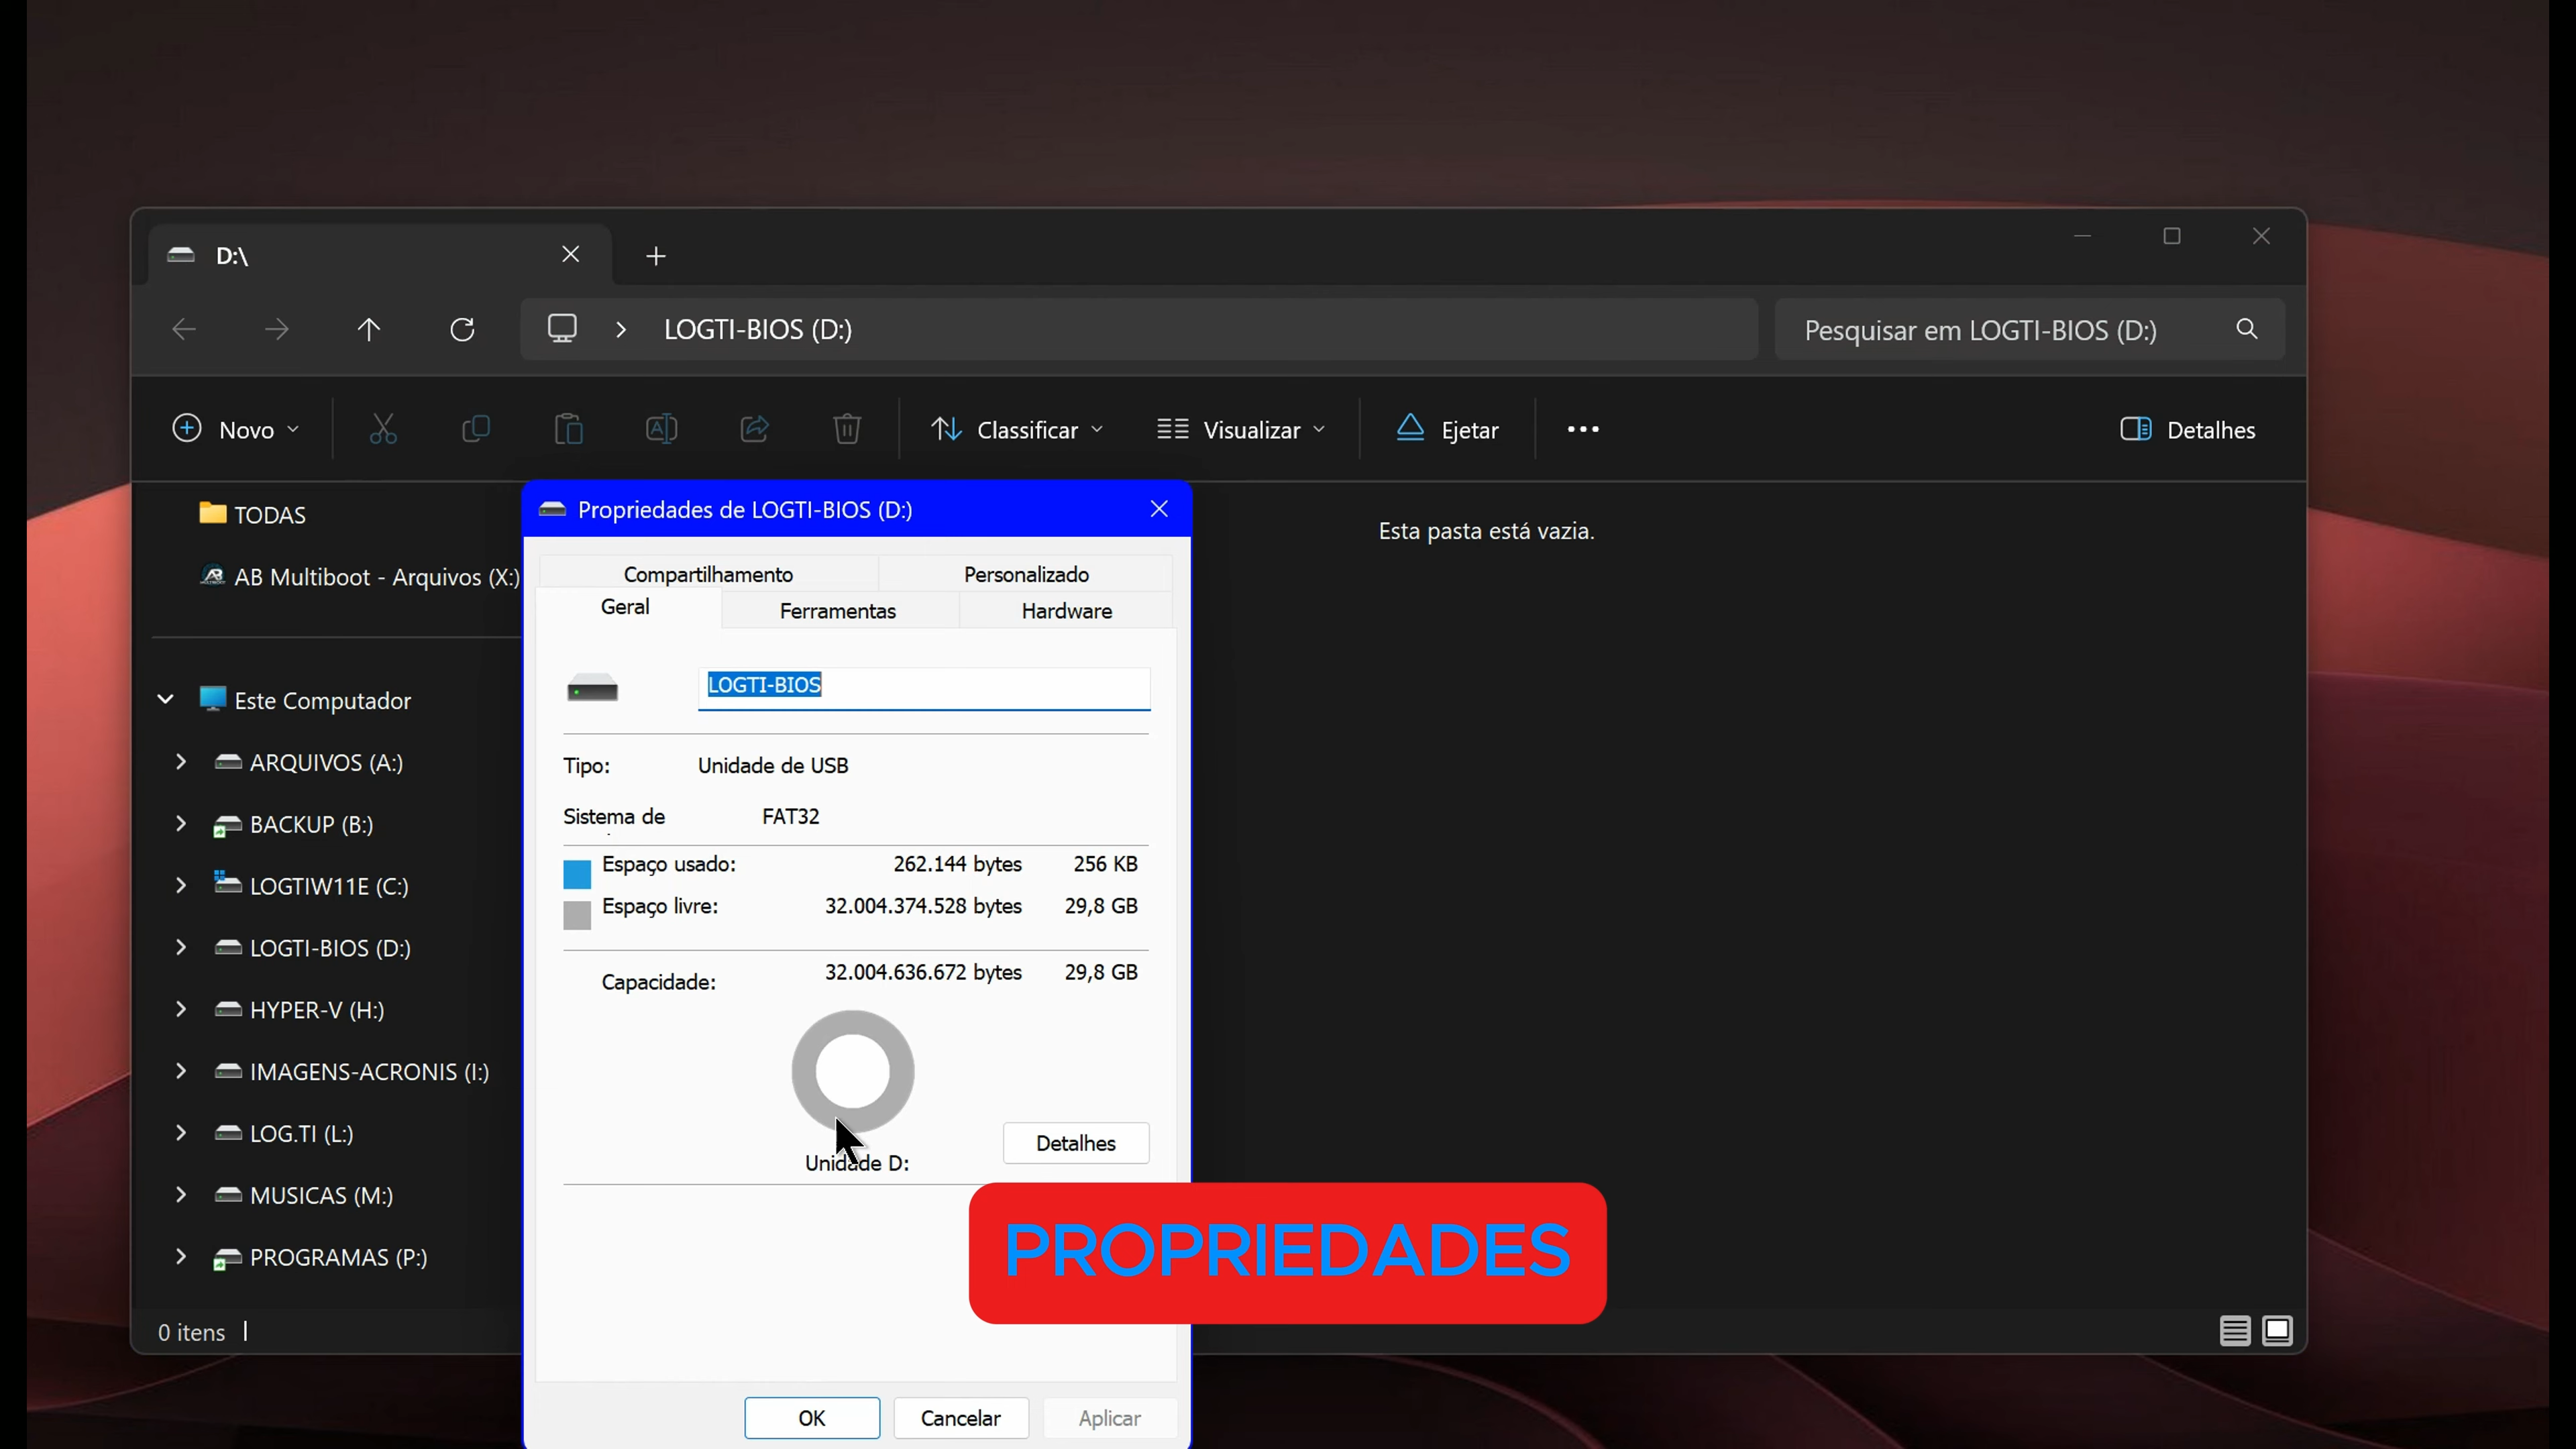 D:\
LOGTI-BIOS (D:)
Pesquisar em LOGTI-BIOS (D:)
Novo
Classificar
Visualizar
Ejetar
Detalhes
TODAS
AB Multiboot - Arquivos (X:)
Este Computador
ARQUIVOS (A:)
BACKUP (B:)
LOGTIW11E (C:)
LOGTI-BIOS (D:)
HYPER-V (H:)
IMAGENS-ACRONIS (I:)
LOG.TI (L:)
MUSICAS (M:)
PROGRAMAS (P:)
0 itens
Propriedades de LOGTI-BIOS (D:)
Compartilhamento Personalizado
Geral Ferramentas Hardware
LOGTI-BIOS
Tipo: Unidade de USB
Sistema de FAT32
Espaço usado: 262.144 bytes 256 KB
Espaço livre: 32.004.374.528 bytes 29,8 GB
Capacidade: 32.004.636.672 bytes 29,8 GB
Unidade D:
Detalhes
OK Cancelar Aplicar
Esta pasta está vazia.
PROPRIEDADES